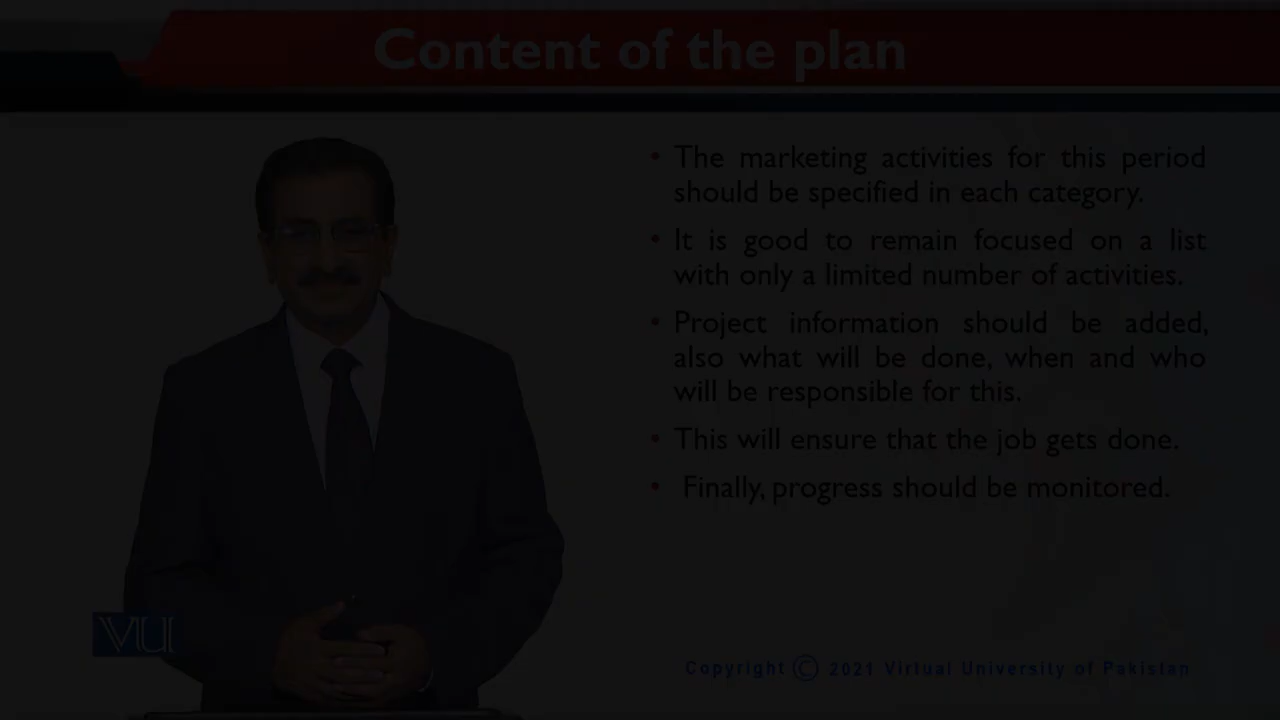 Content of the plan
• The marketing activities for this period
should be specified in each category.
• It is good to remain focused on a list
with only a limited number of activities.
• Project information should be added,
also what will be done, when and who
will be responsible for this.
• This will ensure that the job gets done.
• Finally, progress should be monitored.
VU
Copyright © 2021 Virtual University of Pakistan